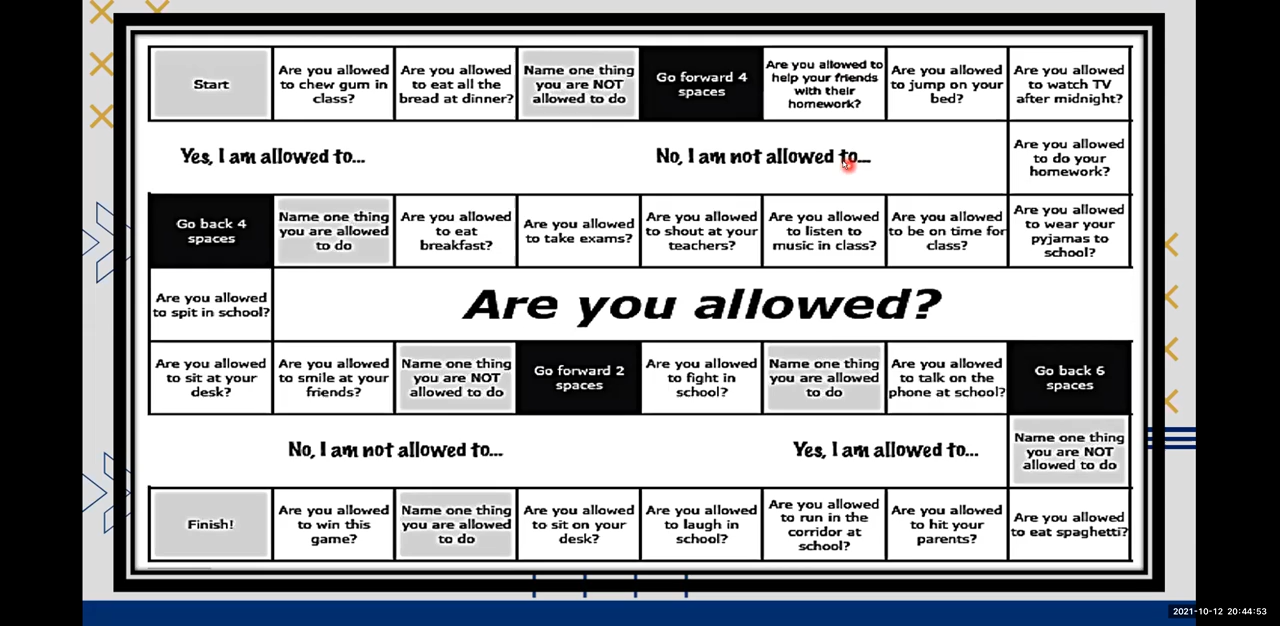 Start
Are you allowed
to chew gum in
class?
Are you allowed
to eat all the
bread at dinner?
Name one thing
you are NOT
allowed to do
Go forward 4
spaces
Are you allowed to
help your friends
with their
homework?
Are you allowed
to jump on your
bed?
Are you allowed
to watch TV
after midnight?
Yes, I am allowed to...
No, I am not allowed to...
Are you allowed
to do your
homework?
Go back 4
spaces
Name one thing
you are allowed
to do
Are you allowed
to eat
breakfast?
Are you allowed
to take exams?
Are you allowed
to shout at your
teachers?
Are you allowed
to listen to
music in class?
Are you allowed
to be on time for
class?
Are you allowed
to wear your
pyjamas to
school?
Are you allowed
to spit in school?
Are you allowed?
Are you allowed
to sit at your
desk?
Are you allowed
to smile at your
friends?
Name one thing
you are NOT
allowed to do
Go forward 2
spaces
Are you allowed
to fight in
school?
Name one thing
you are allowed
to do
Are you allowed
to talk on the
phone at school?
Go back 6
spaces
No, I am not allowed to...
Yes, I am allowed to...
Name one thing
you are NOT
allowed to do
Finish!
Are you allowed
to win this
game?
Name one thing
you are allowed
to do
Are you allowed
to sit on your
desk?
Are you allowed
to laugh in
school?
Are you allowed
to run in the
corridor at
school?
Are you allowed
to hit your
parents?
Are you allowed
to eat spaghetti?
2021-10-12 20:44:53